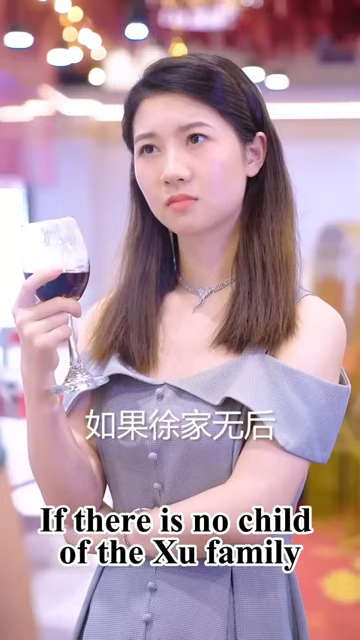 如果徐家无后
If there is no child
of the Xu family